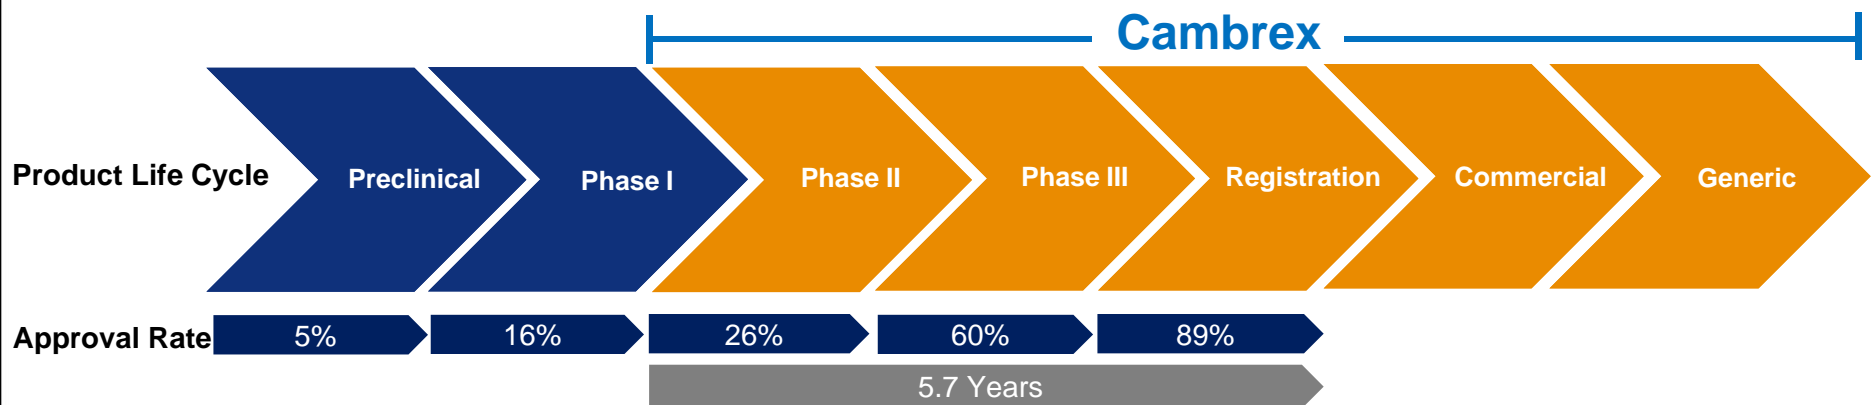 Cambrex
Product Life Cycle
Preclinical
Phase I
Phase II
Phase III
Registration
Commercial
Generic
Approval Rate
5%
16%
26%
60%
89%
5.7 Years